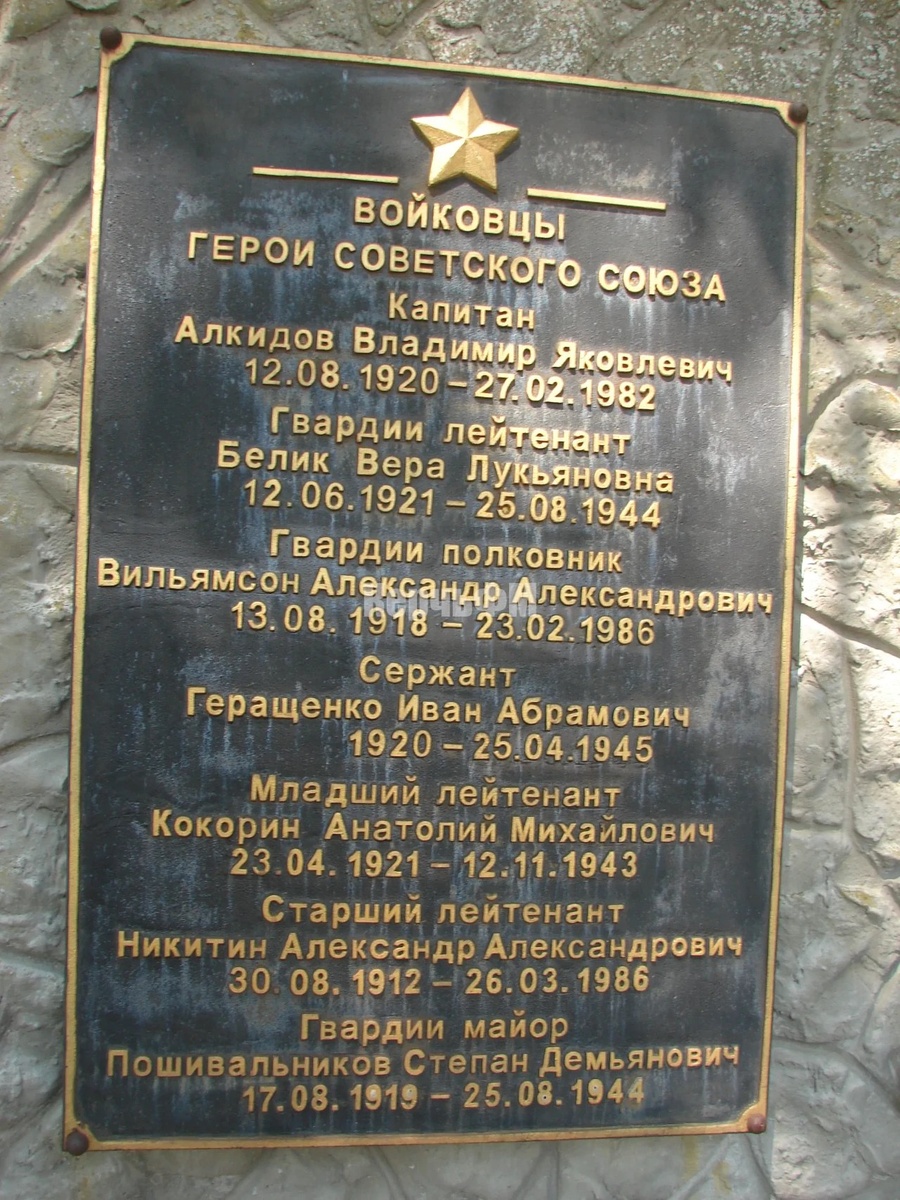 ВОЙКОВЦЫ
ГЕРОИ СОВЕТСКОГО СОЮЗА
Капитан
Алкидов Владимир Яковлевич
12.08.1920 – 27.02.1982
Гвардии лейтенант
Белик Вера Лукьяновна
12.06.1921 – 25.08.1944
Гвардии полковник
Вильямсон Александр Александрович
13.08.1918 – 23.02.1986
Сержант
Геращенко Иван Абрамович
1920 – 25.04.1945
Младший лейтенант
Кокорин Анатолий Михайлович
23.04.1921 – 12.11.1943
Старший лейтенант
Никитин Александр Александрович
30.08.1912 – 26.03.1986
Гвардии майор
Пошивальников Степан Демьянович
17.08.1919 – 25.08.1944